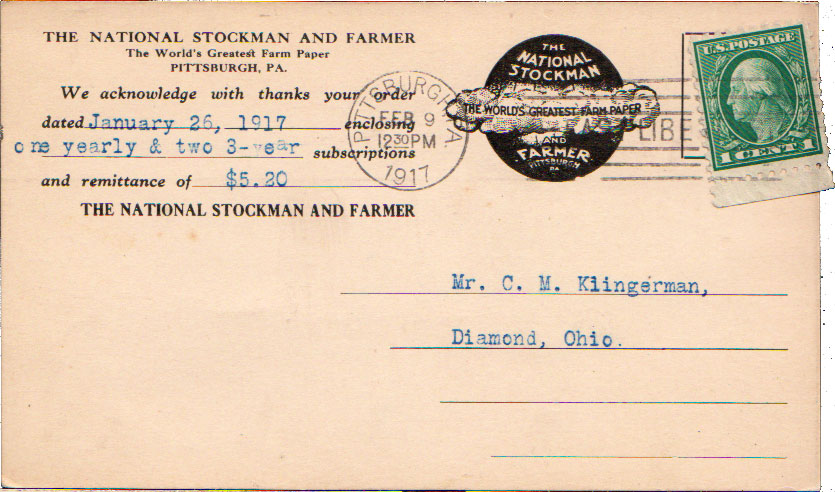 THE NATIONAL STOCKMAN AND FARMER
The World's Greatest Farm Paper
PITTSBURGH, PA.
We acknowledge with thanks your order
dated January 26, 1917 enclosing
one yearly & two 3-year subscriptions
and remittance of $5.20
THE NATIONAL STOCKMAN AND FARMER
PITTSBURGH, PA
FEB 9
1230PM
1917
THE
NATIONAL
STOCKMAN
THE WORLD'S GREATEST FARM PAPER
AND
FARMER
PITTSBURGH
PA
U.S. POSTAGE
1 CENT 1
Mr. C. M. Klingerman,
Diamond, Ohio.